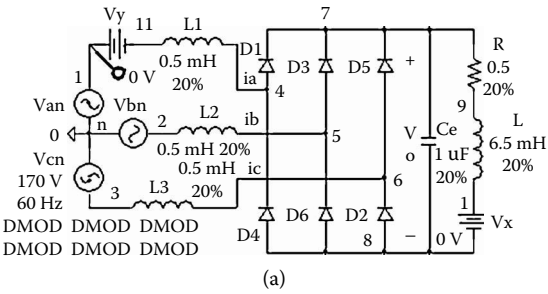 Vy 11 L1 7
D1 D3 D5 +
0.5 mH
20%
0 V
ia
4
R
0.5
20%
1
Van Vbn
n
0
2 L2 ib
5
0.5 mH 20%
V
o
Ce
1 uF
20%
9
L
6.5 mH
20%
Vcn
170 V
60 Hz
0.5 mH
20%
3 L3
ic
6
DMOD DMOD DMOD
DMOD DMOD DMOD
D4 D6 D2
8
–
0 V
1
Vx
(a)